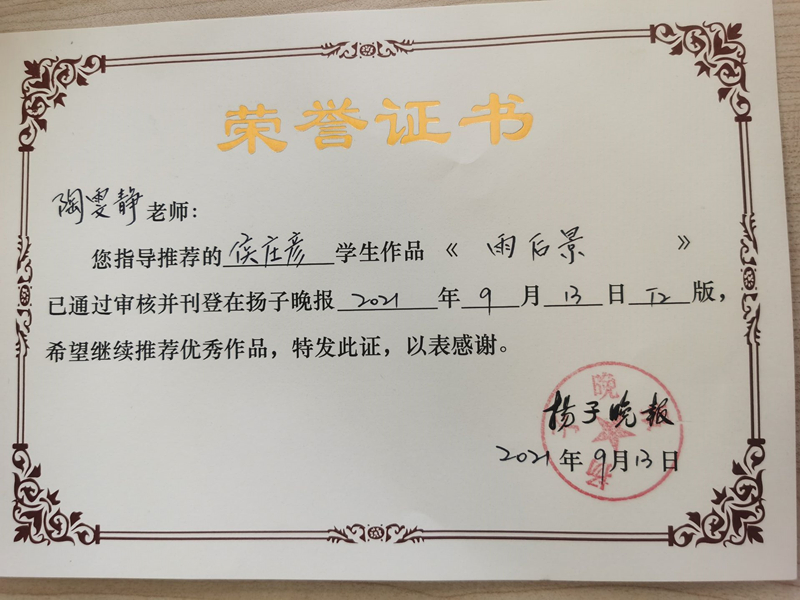 荣誉证书
陶雯静老师：
您指导推荐的侯庄彦学生作品《雨后景》
已通过审核并刊登在扬子晚报2021年9月13日T2版，
希望继续推荐优秀作品，特发此证，以表感谢。
扬子晚报
2021年9月13日